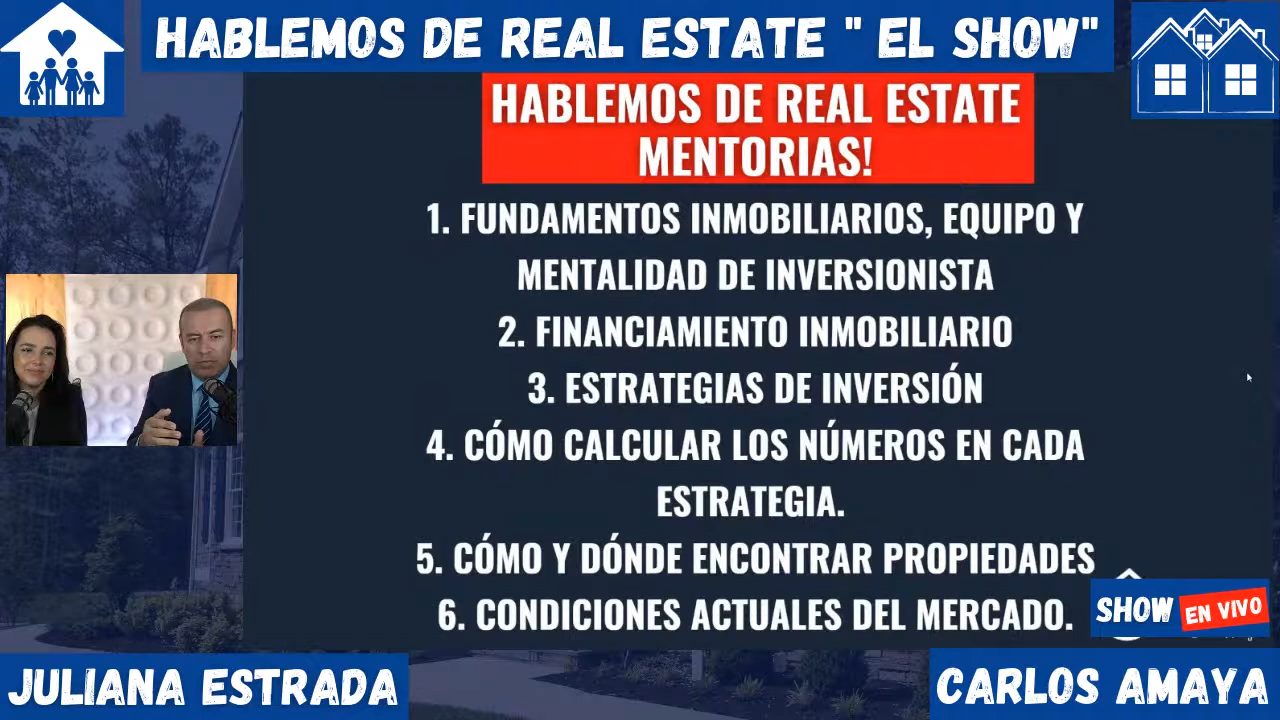 HABLEMOS DE REAL ESTATE " EL SHOW"
HABLEMOS DE REAL ESTATE
MENTORIAS!
1. FUNDAMENTOS INMOBILIARIOS, EQUIPO Y
MENTALIDAD DE INVERSIONISTA
2. FINANCIAMIENTO INMOBILIARIO
3. ESTRATEGIAS DE INVERSIÓN
4. CÓMO CALCULAR LOS NÚMEROS EN CADA
ESTRATEGIA.
5. CÓMO Y DÓNDE ENCONTRAR PROPIEDADES
6. CONDICIONES ACTUALES DEL MERCADO.
SHOW EN VIVO
JULIANA ESTRADA
CARLOS AMAYA